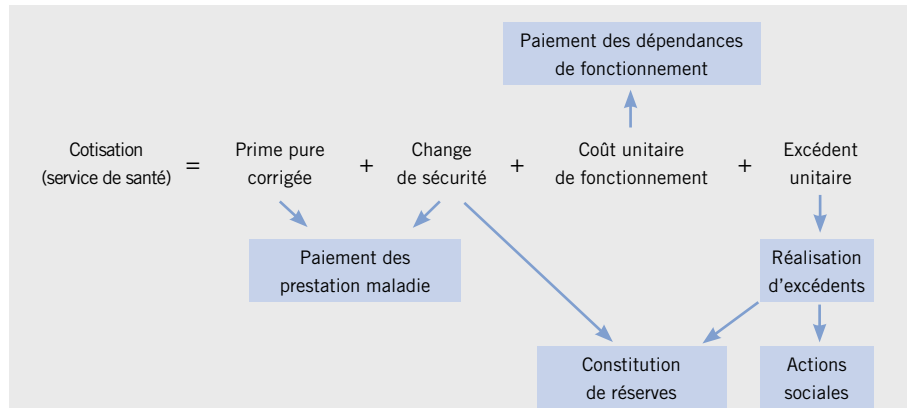 Paiement des dépendances
de fonctionnement
Cotisation
(service de santé)
=
Prime pure
corrigée
+
Change
de sécurité
+
Coût unitaire
de fonctionnement
+
Excédent
unitaire
Paiement des
prestation maladie
Réalisation
d'excédents
Constitution
de réserves
Actions
sociales